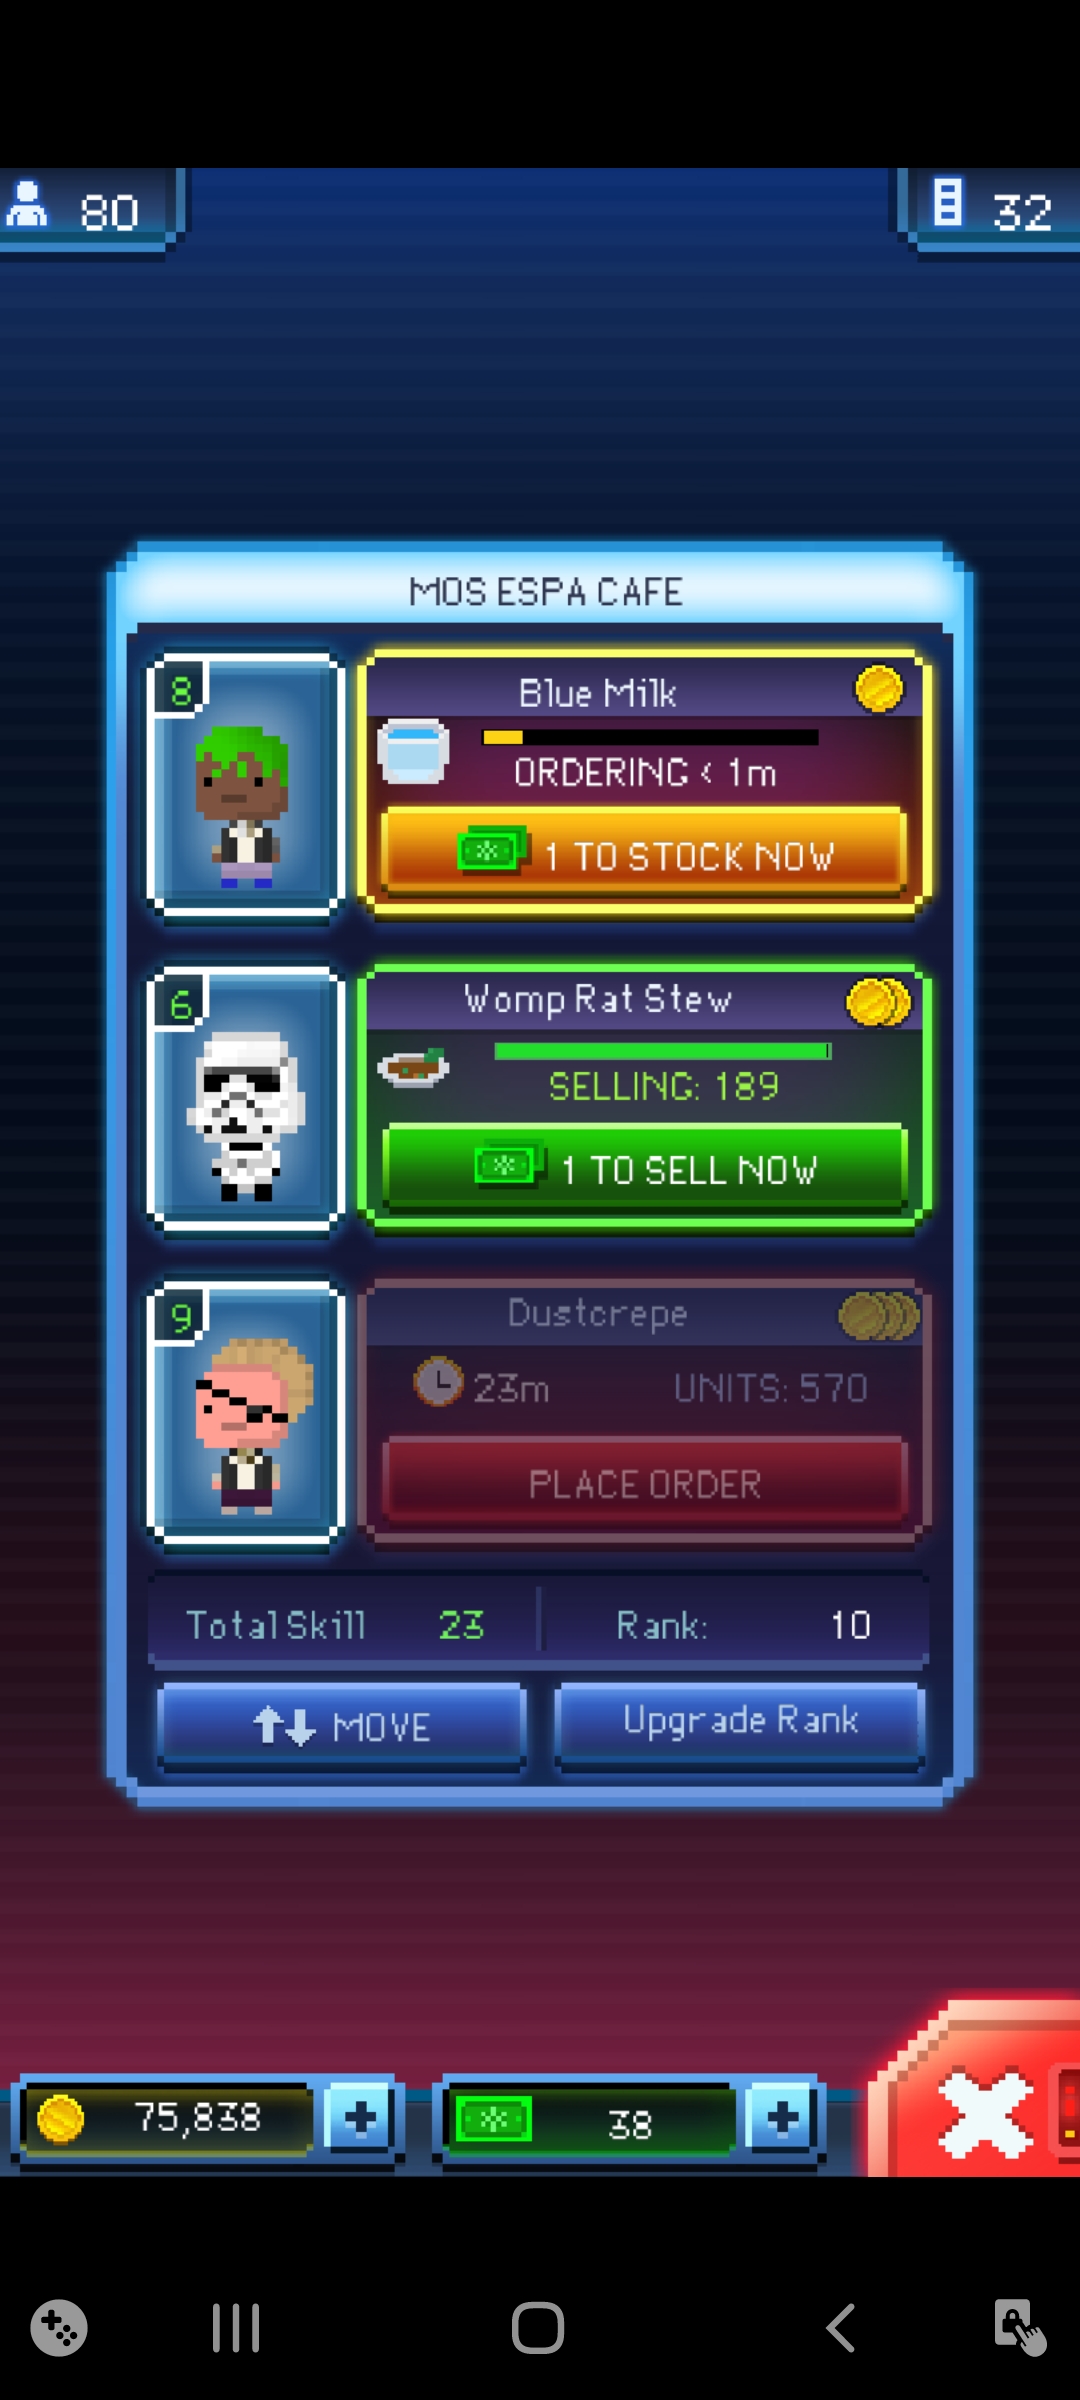 80
32
MOS ESPA CAFE
8
Blue Milk
ORDERING < 1m
1 TO STOCK NOW
6
Womp Rat Stew
SELLING: 189
1 TO SELL NOW
9
Dustcrepe
23m UNITS: 570
PLACE ORDER
Total Skill 23 Rank: 10
MOVE Upgrade Rank
75,838 + 38 +